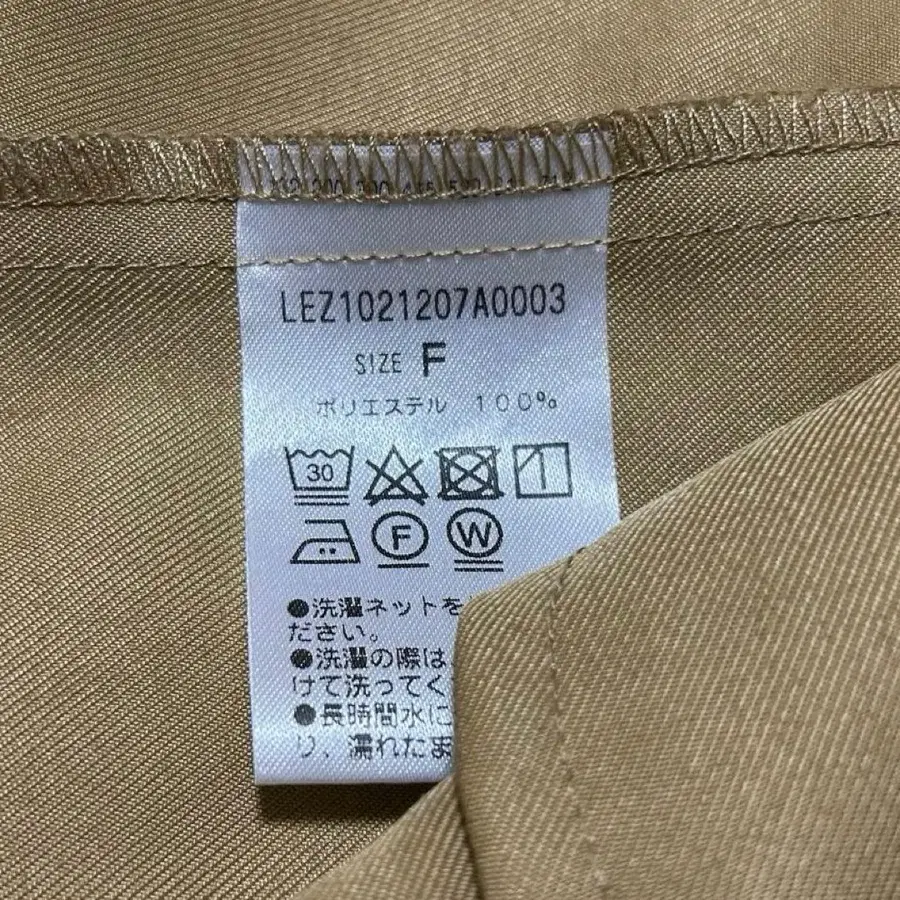 LEZ1021207A0003
SIZE F
ポリエステル 100%
30
F W
●洗濯ネットを
ださい。
●洗濯の際は、
けて洗ってく
●長時間水に
り、濡れたま